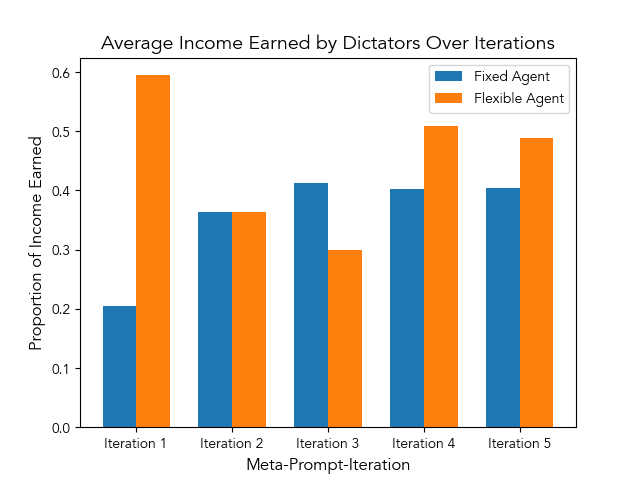 Average Income Earned by Dictators Over Iterations
Fixed Agent
Flexible Agent
Proportion of Income Earned
0.6
0.5
0.4
0.3
0.2
0.1
0.0
Iteration 1 Iteration 2 Iteration 3 Iteration 4 Iteration 5
Meta-Prompt-Iteration